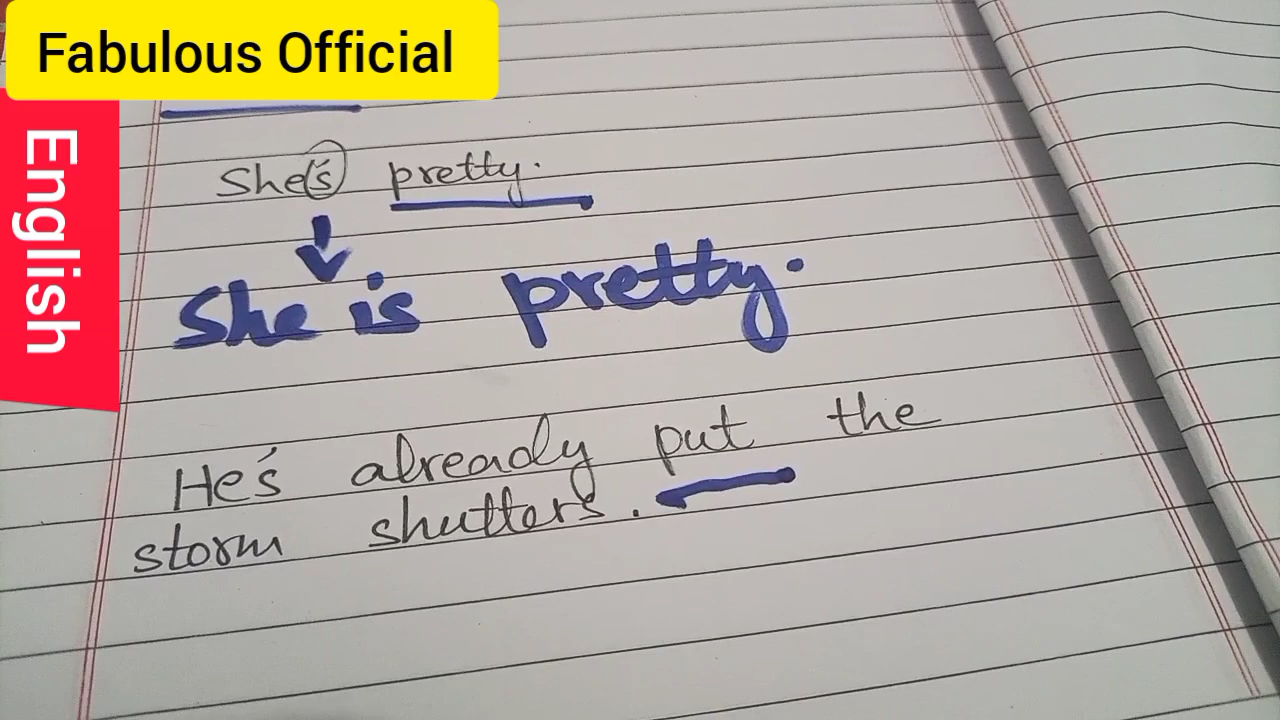 Fabulous Official
English
She's pretty.
She is pretty.
He's already put the
storm shutters.